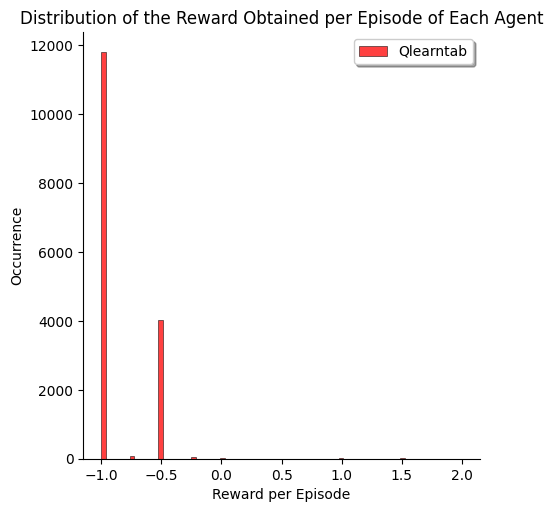 Distribution of the Reward Obtained per Episode of Each Agent
Qlearntab
12000
10000
8000
6000
4000
2000
0
Occurrence
−1.0 −0.5 0.0 0.5 1.0 1.5 2.0
Reward per Episode